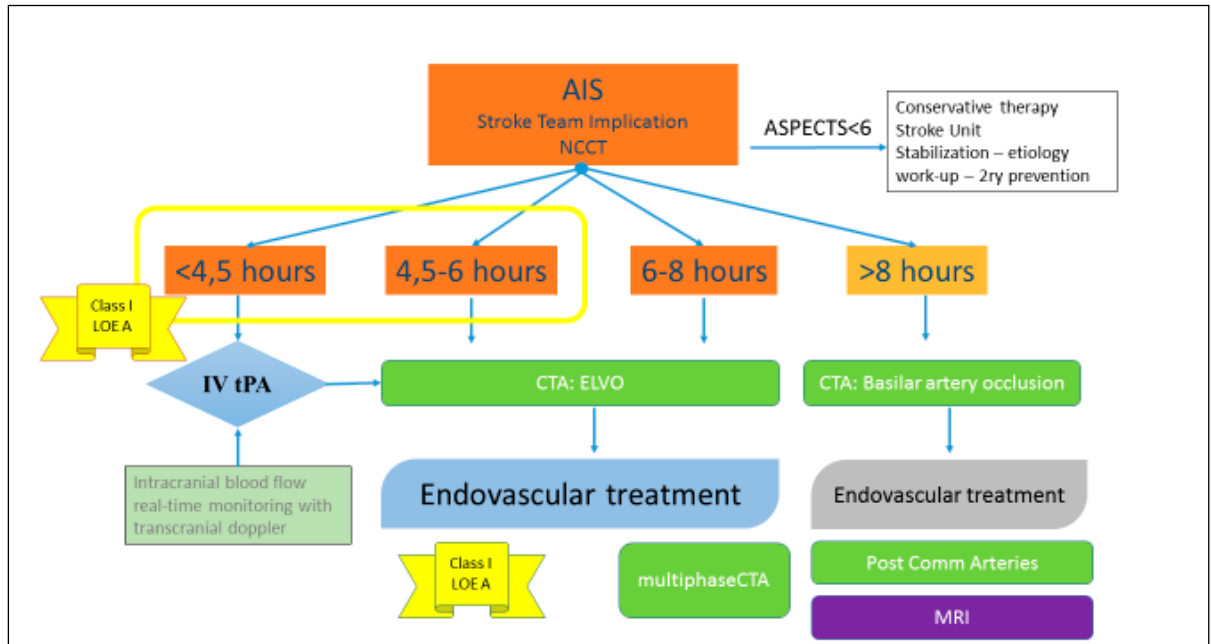 AIS
Stroke Team Implication
NCCT
ASPECTS<6
Conservative therapy
Stroke Unit
Stabilization – etiology
work-up – 2ry prevention
<4,5 hours
4,5-6 hours
6-8 hours
>8 hours
Class I
LOE A
IV tPA
CTA: ELVO
CTA: Basilar artery occlusion
Intracranial blood flow
real-time monitoring with
transcranial doppler
Endovascular treatment
Endovascular treatment
Class I
LOE A
multiphaseCTA
Post Comm Arteries
MRI